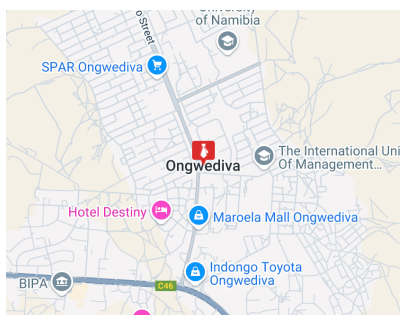 University
of Namibia
o Street
SPAR Ongwediva
The International Uni
Of Management...
Ongwediva
Hotel Destiny
Maroela Mall Ongwediva
Indongo Toyota
Ongwediva
BIPA
C46